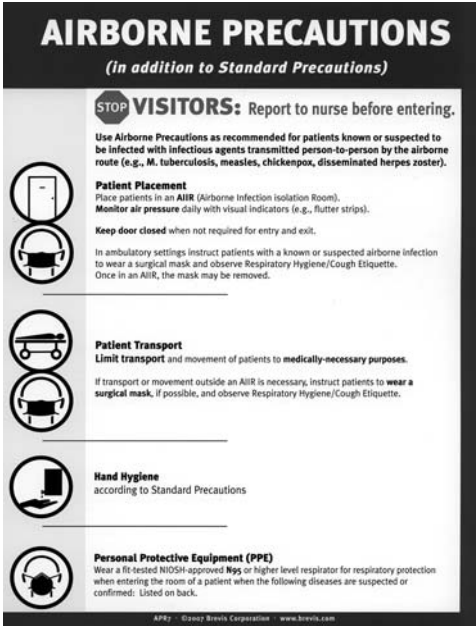 AIRBORNE PRECAUTIONS
(in addition to Standard Precautions)
STOP VISITORS: Report to nurse before entering.
Use Airborne Precautions as recommended for patients known or suspected to
be infected with infectious agents transmitted person-to-person by the airborne
route (e.g., M. tuberculosis, measles, chickenpox, disseminated herpes zoster).
Patient Placement
Place patients in an AIIR (Airborne Infection isolation Room).
Monitor air pressure daily with visual indicators (e.g., flutter strips).
Keep door closed when not required for entry and exit.
In ambulatory settings instruct patients with a known or suspected airborne infection
to wear a surgical mask and observe Respiratory Hygiene/Cough Etiquette.
Once in an AIIR, the mask may be removed.
Patient Transport
Limit transport and movement of patients to medically-necessary purposes.
If transport or movement outside an AIIR is necessary, instruct patients to wear a
surgical mask, if possible, and observe Respiratory Hygiene/Cough Etiquette.
Hand Hygiene
according to Standard Precautions
Personal Protective Equipment (PPE)
Wear a fit-tested NIOSH-approved N95 or higher level respirator for respiratory protection
when entering the room of a patient when the following diseases are suspected or
confirmed: Listed on back.
APR7 · ©2007 Brevis Corporation · www.brevis.com